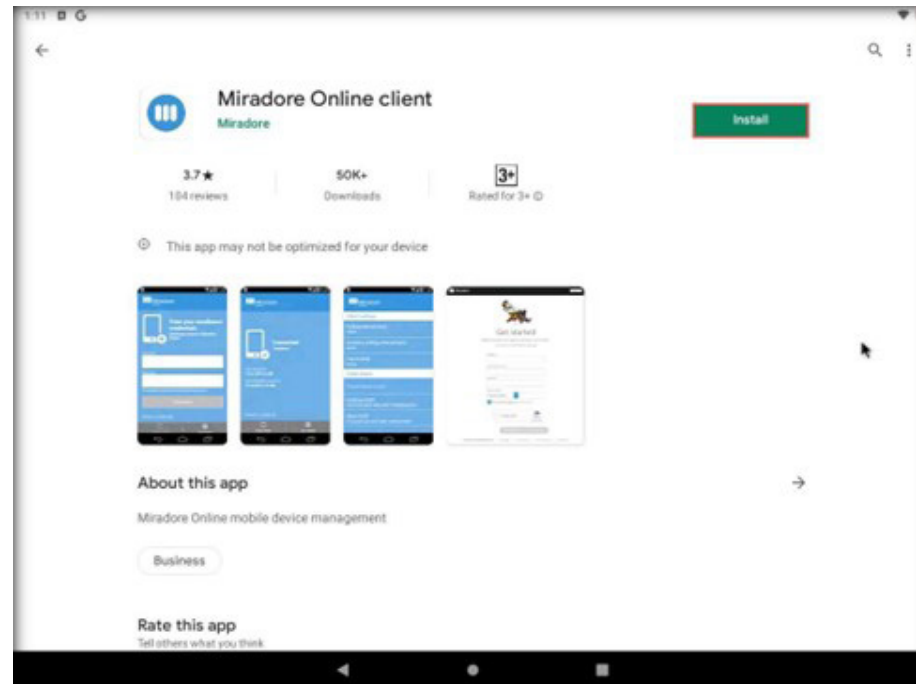 1:11 G
Miradore Online client
Miradore
Install
3.7★ 50K+ 3+
104 reviews Downloads Rated for 3+
This app may not be optimized for your device
Get started
About this app
Miradore Online mobile device management
Business
Rate this app
Tell others what you think